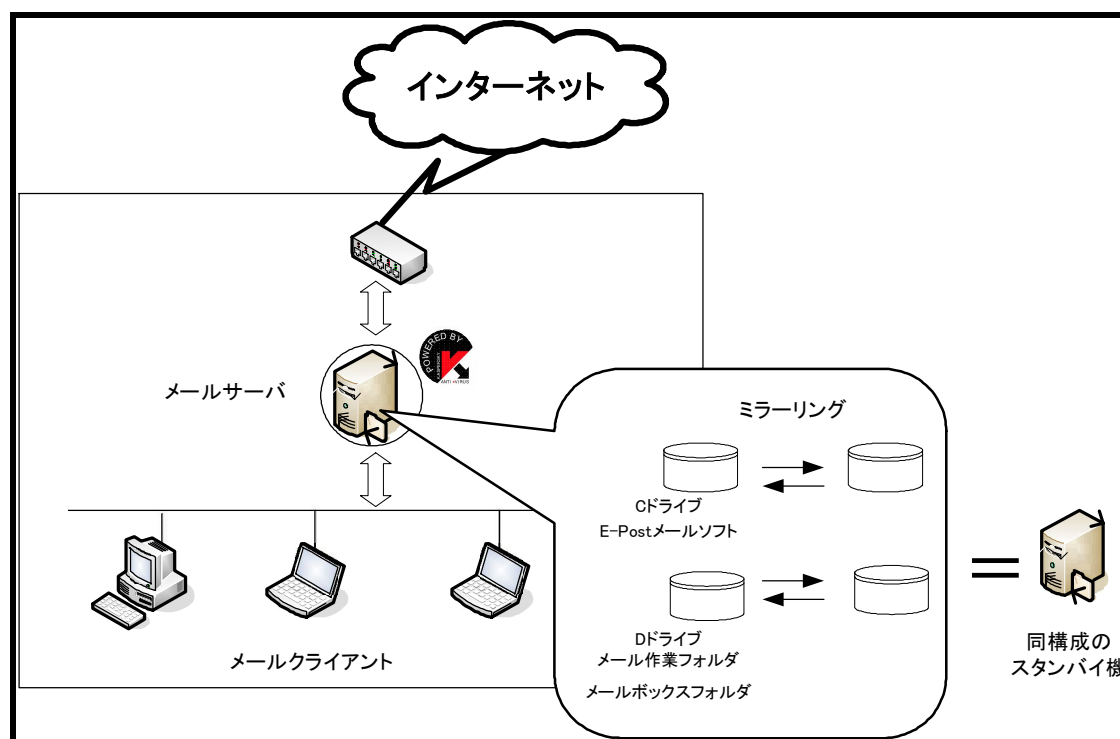 インターネット
POWERED BY
KASPERSKY
ANTI-VIRUS
メールサーバ
ミラーリング
Cドライブ
E-Postメールソフト
Dドライブ
メール作業フォルダ
メールボックスフォルダ
メールクライアント
同構成の
スタンバイ機